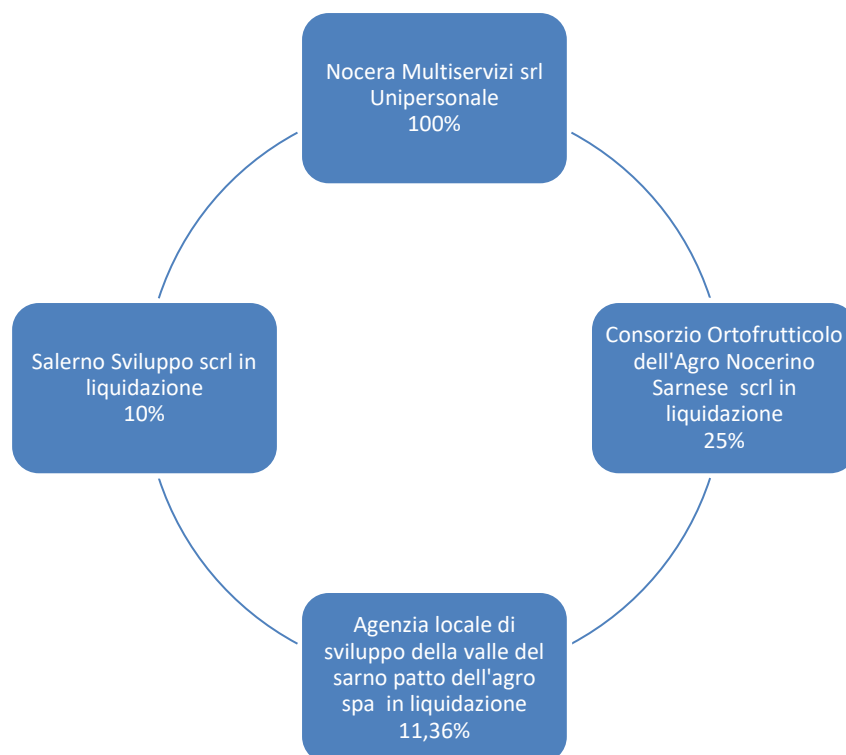 Nocera Multiservizi srl
Unipersonale
100%
Consorzio Ortofrutticolo
dell'Agro Nocerino
Sarnese scrl in
liquidazione
25%
Agenzia locale di
sviluppo della valle del
sarno patto dell'agro
spa in liquidazione
11,36%
Salerno Sviluppo scrl in
liquidazione
10%